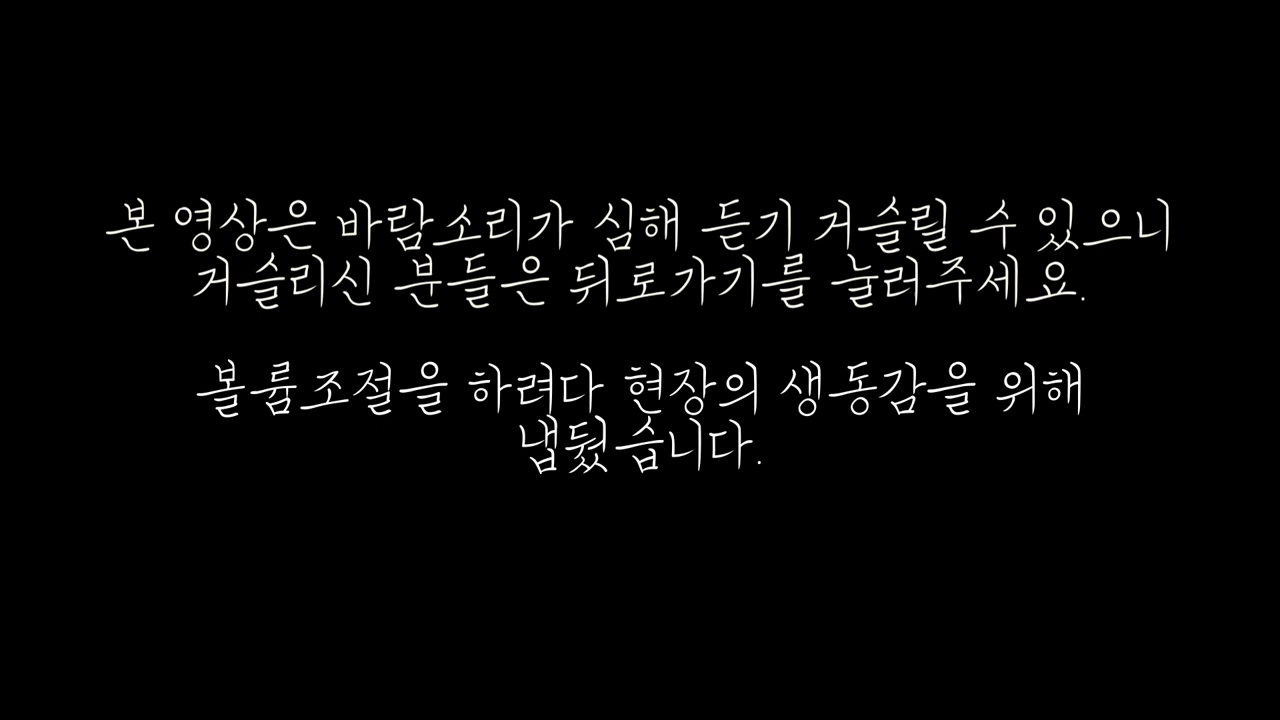 본 영상은 바람소리가 심해 듣기 거슬릴 수 있으니
거슬리신 분들은 뒤로가기를 눌러주세요.
볼륨조절을 하려다 현장의 생동감을 위해
냅뒀습니다.